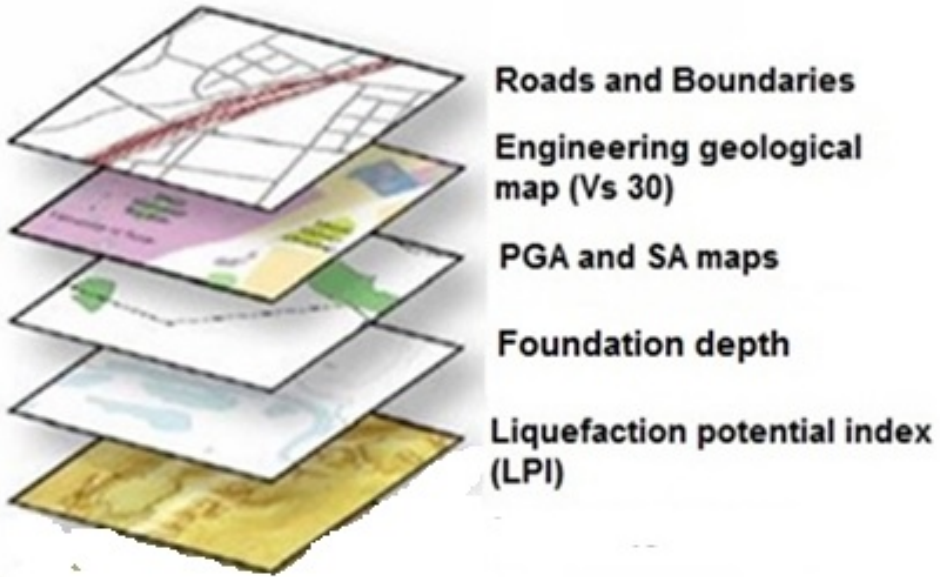 Roads and Boundaries
Engineering geological
map (Vs 30)
PGA and SA maps
Foundation depth
Liquefaction potential index
(LPI)